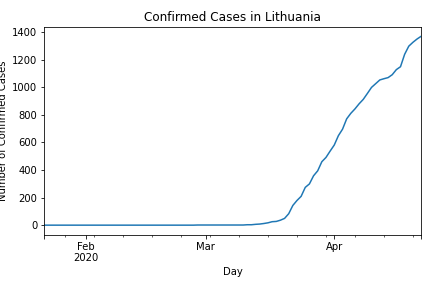 Confirmed Cases in Lithuania
1400
1200
1000
800
600
400
200
0
Number of Confirmed Cases
Feb
2020
Mar
Apr
Day